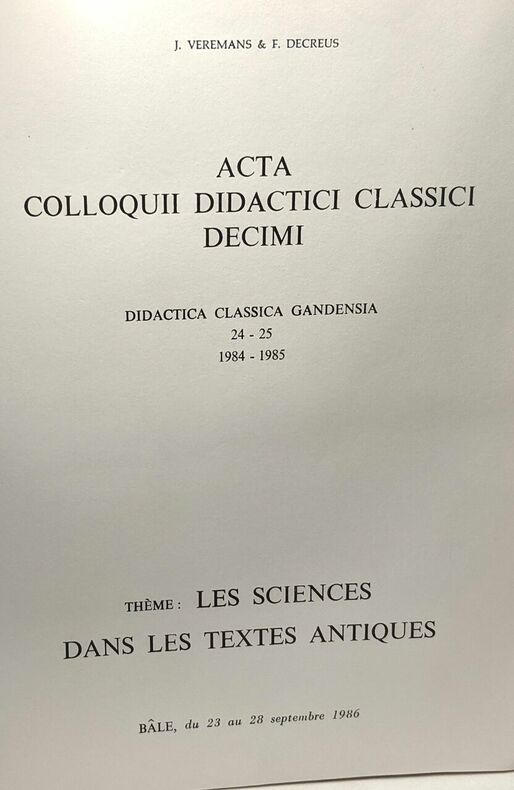 J. VEREMANS & F. DECREUS
ACTA
COLLOQUII DIDACTICI CLASSICI
DECIMI
DIDACTICA CLASSICA GANDENSIA
24 - 25
1984 - 1985
THÈME : LES SCIENCES
DANS LES TEXTES ANTIQUES
BÂLE, du 23 au 28 septembre 1986